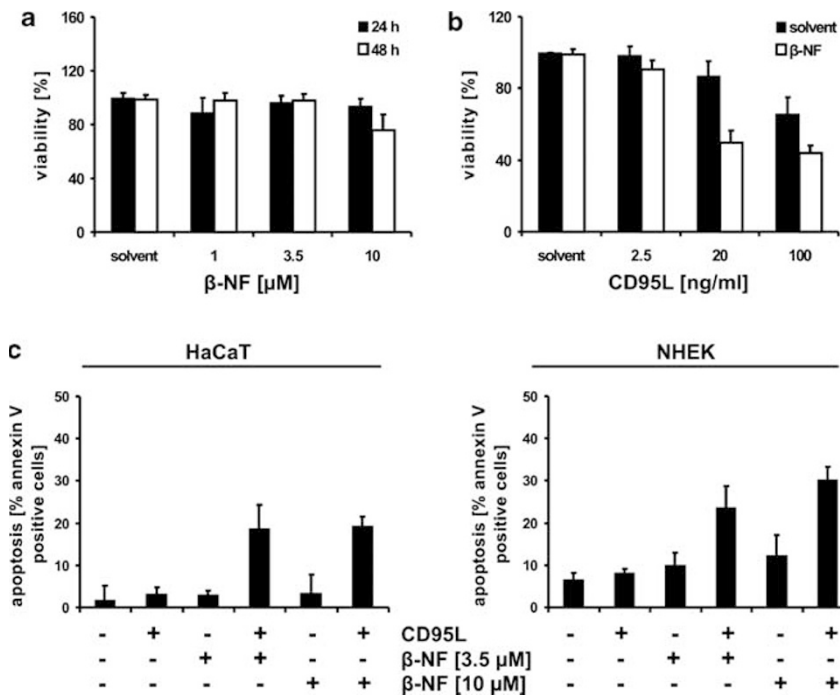 a
24 h
48 h
viability [%]
160
120
80
40
0
solvent 1 3.5 10
β-NF [µM]
b
solvent
β-NF
viability [%]
120
80
40
0
solvent 2.5 20 100
CD95L [ng/ml]
c
HaCaT
apoptosis [% annexin V
positive cells]
50
40
30
20
10
0
NHEK
apoptosis [% annexin V
positive cells]
50
40
30
20
10
0
- + - + - + CD95L - + - + - +
- - + + - - β-NF [3.5 µM] - - + + - -
- - - - + + β-NF [10 µM] - - - - + +